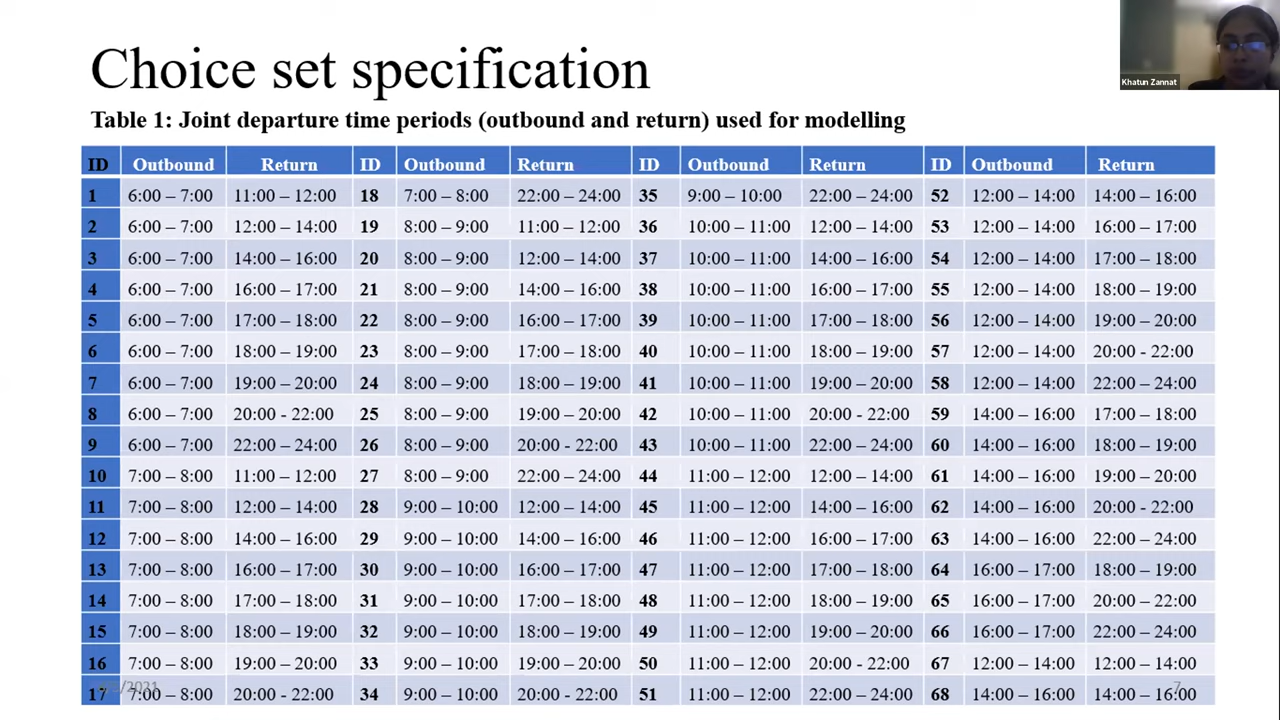 Choice set specification
Khatun Zannat
Table 1: Joint departure time periods (outbound and return) used for modelling
ID Outbound Return ID Outbound Return ID Outbound Return ID Outbound Return
1 6:00 – 7:00 11:00 – 12:00 18 7:00 – 8:00 22:00 – 24:00 35 9:00 – 10:00 22:00 – 24:00 52 12:00 – 14:00 14:00 – 16:00
2 6:00 – 7:00 12:00 – 14:00 19 8:00 – 9:00 11:00 – 12:00 36 10:00 – 11:00 12:00 – 14:00 53 12:00 – 14:00 16:00 – 17:00
3 6:00 – 7:00 14:00 – 16:00 20 8:00 – 9:00 12:00 – 14:00 37 10:00 – 11:00 14:00 – 16:00 54 12:00 – 14:00 17:00 – 18:00
4 6:00 – 7:00 16:00 – 17:00 21 8:00 – 9:00 14:00 – 16:00 38 10:00 – 11:00 16:00 – 17:00 55 12:00 – 14:00 18:00 – 19:00
5 6:00 – 7:00 17:00 – 18:00 22 8:00 – 9:00 16:00 – 17:00 39 10:00 – 11:00 17:00 – 18:00 56 12:00 – 14:00 19:00 – 20:00
6 6:00 – 7:00 18:00 – 19:00 23 8:00 – 9:00 17:00 – 18:00 40 10:00 – 11:00 18:00 – 19:00 57 12:00 – 14:00 20:00 - 22:00
7 6:00 – 7:00 19:00 – 20:00 24 8:00 – 9:00 18:00 – 19:00 41 10:00 – 11:00 19:00 – 20:00 58 12:00 – 14:00 22:00 – 24:00
8 6:00 – 7:00 20:00 - 22:00 25 8:00 – 9:00 19:00 – 20:00 42 10:00 – 11:00 20:00 - 22:00 59 14:00 – 16:00 17:00 – 18:00
9 6:00 – 7:00 22:00 – 24:00 26 8:00 – 9:00 20:00 - 22:00 43 10:00 – 11:00 22:00 – 24:00 60 14:00 – 16:00 18:00 – 19:00
10 7:00 – 8:00 11:00 – 12:00 27 8:00 – 9:00 22:00 – 24:00 44 11:00 – 12:00 12:00 – 14:00 61 14:00 – 16:00 19:00 – 20:00
11 7:00 – 8:00 12:00 – 14:00 28 9:00 – 10:00 12:00 – 14:00 45 11:00 – 12:00 14:00 – 16:00 62 14:00 – 16:00 20:00 - 22:00
12 7:00 – 8:00 14:00 – 16:00 29 9:00 – 10:00 14:00 – 16:00 46 11:00 – 12:00 16:00 – 17:00 63 14:00 – 16:00 22:00 – 24:00
13 7:00 – 8:00 16:00 – 17:00 30 9:00 – 10:00 16:00 – 17:00 47 11:00 – 12:00 17:00 – 18:00 64 16:00 – 17:00 18:00 – 19:00
14 7:00 – 8:00 17:00 – 18:00 31 9:00 – 10:00 17:00 – 18:00 48 11:00 – 12:00 18:00 – 19:00 65 16:00 – 17:00 20:00 – 22:00
15 7:00 – 8:00 18:00 – 19:00 32 9:00 – 10:00 18:00 – 19:00 49 11:00 – 12:00 19:00 – 20:00 66 16:00 – 17:00 22:00 – 24:00
16 7:00 – 8:00 19:00 – 20:00 33 9:00 – 10:00 19:00 – 20:00 50 11:00 – 12:00 20:00 - 22:00 67 12:00 – 14:00 12:00 – 14:00
17 7:00 – 8:00 20:00 - 22:00 34 9:00 – 10:00 20:00 - 22:00 51 11:00 – 12:00 22:00 – 24:00 68 14:00 – 16:00 14:00 – 16:00
7